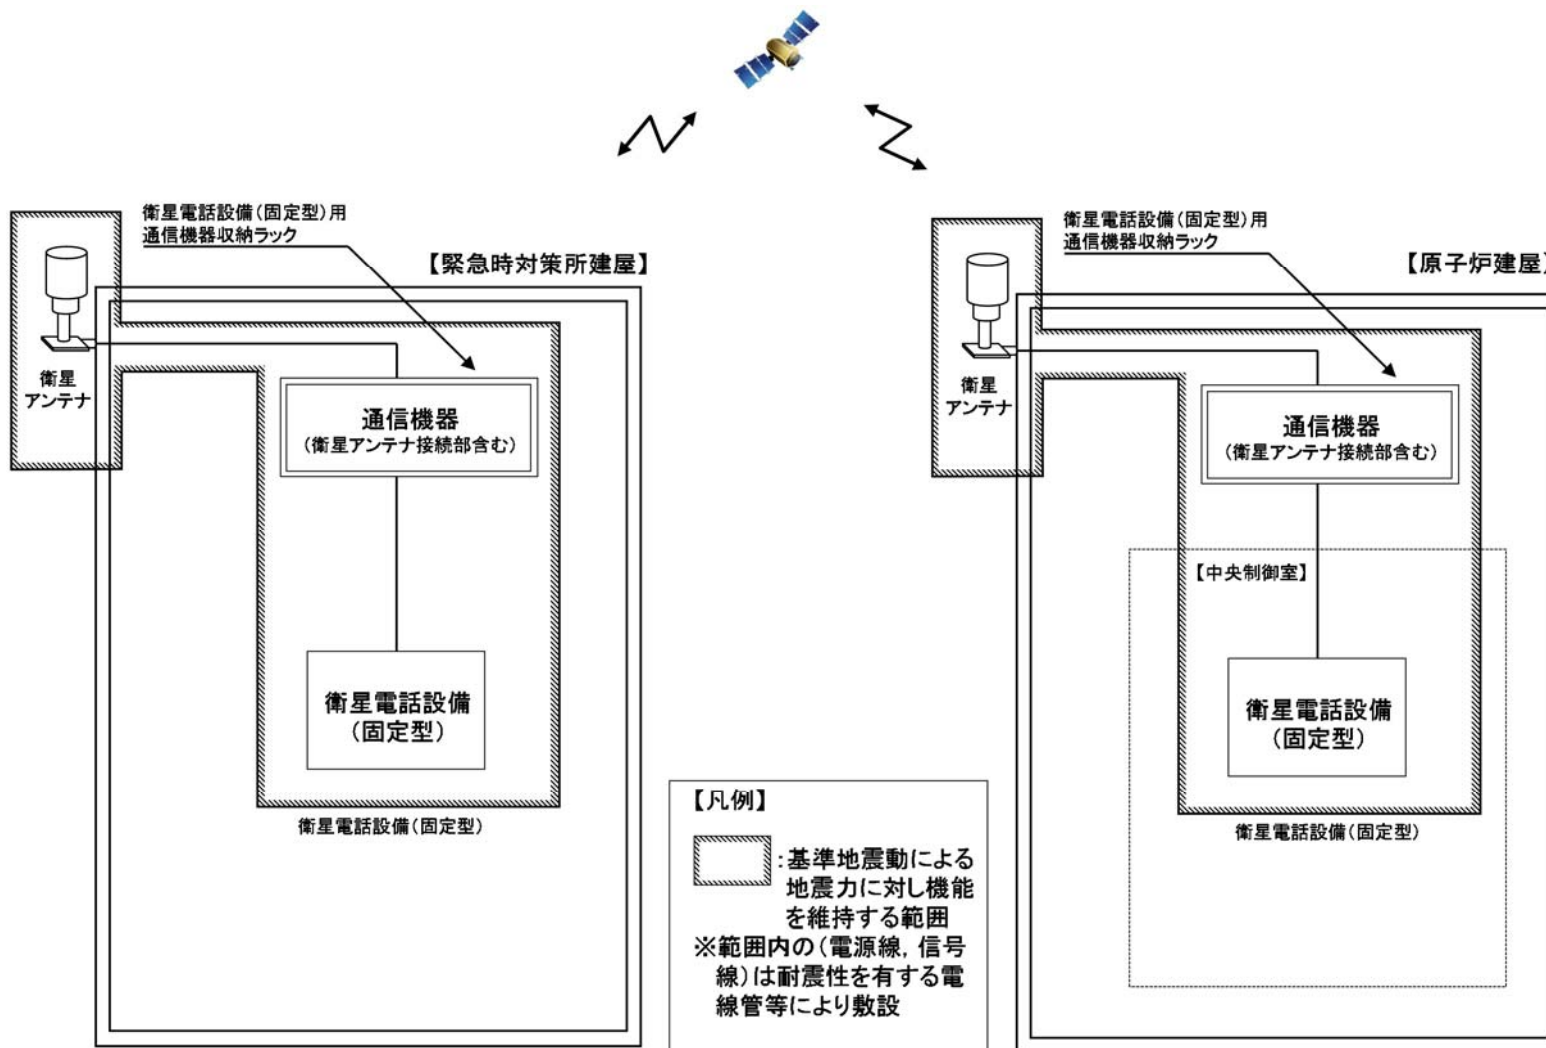 衛星電話設備(固定型)用
通信機器収納ラック
【緊急時対策所建屋】
衛星
アンテナ
通信機器
(衛星アンテナ接続部含む)
衛星電話設備
(固定型)
衛星電話設備(固定型)
衛星電話設備(固定型)用
通信機器収納ラック
【原子炉建屋】
衛星
アンテナ
通信機器
(衛星アンテナ接続部含む)
【中央制御室】
衛星電話設備
(固定型)
衛星電話設備(固定型)
【凡例】
:基準地震動による
地震力に対し機能
を維持する範囲
※範囲内の(電源線,信号
線)は耐震性を有する電
線管等により敷設